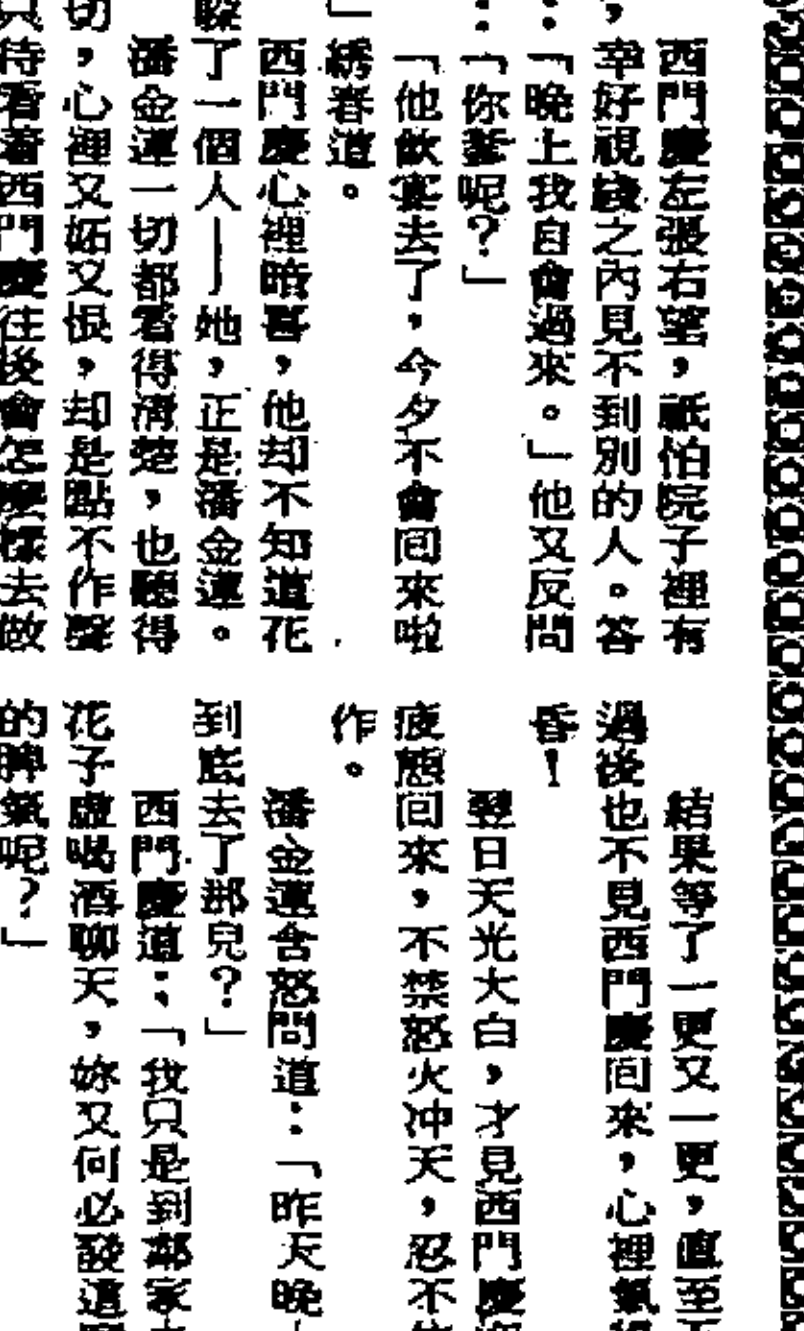 西門慶左張右望，祇怕院子裡有
，幸好視綫之內見不到別的人。答
：「晚上我自會過來。」他又反問
：「你爹呢？」
「他飲宴去了，今夕不會回來啦
」綉春道。
西門慶心裡暗喜，他却不知道花
躱了一個人——她，正是潘金蓮。
潘金蓮一切都看得清楚，也聽得
切，心裡又妬又恨，却是點不作聲
只待看着西門慶往後會怎麼樣去做
結果等了一更又一更，直至
過後也不見西門慶回來，心裡氣
昏！
翌日天光大白，才見西門慶
疲態回來，不禁怒火冲天，忍不
作。
潘金蓮含怒問道：「昨天晚
到底去了那兒？」
西門慶道：「我只是到鄰家
花子虛喝酒聊天，妳又何必發這
的脾氣呢？」